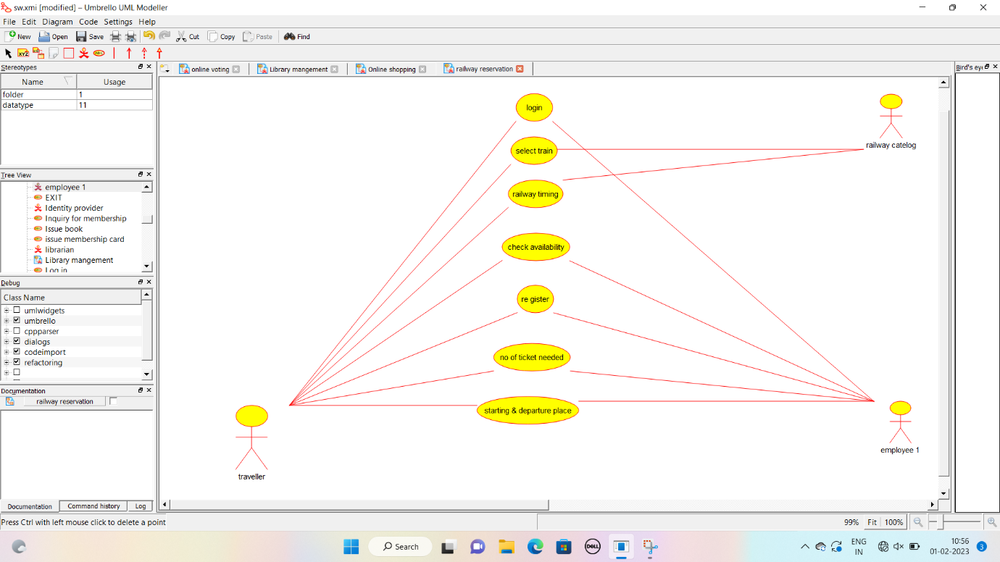 sw.xmi [modified] – Umbrello UML Modeller
File Edit Diagram Code Settings Help
New Open Save Cut Copy Paste Find
XYZ ABC
Stereotypes
Name Usage
folder 1
datatype 11
Tree View
employee 1
EXIT
Identity provider
Inquiry for membership
Issue book
issue membership card
librarian
Library mangement
Log in
Debug
Class Name
umlwidgets
umbrello
cppparser
dialogs
codeimport
refactoring
Documentation
railway reservation
Documentation Command history Log
online voting Library mangement Online shopping railway reservation
login
select train
railway timing
check availability
re gister
no of ticket needed
starting & departure place
traveller
railway catelog
employee 1
Bird's eye
Press Ctrl with left mouse click to delete a point
99% Fit 100%
Search
DELL
ENG
IN
10:56
01-02-2023
3